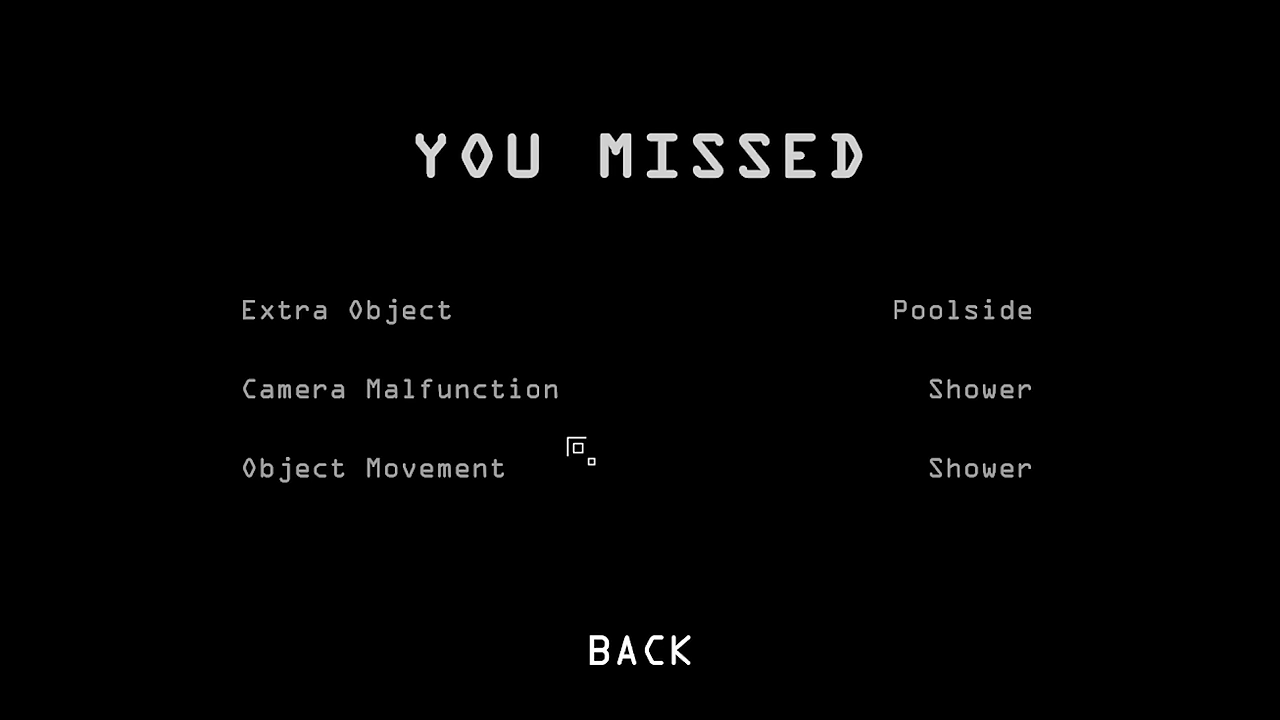 YOU MISSED
Extra Object Poolside
Camera Malfunction Shower
Object Movement Shower
BACK